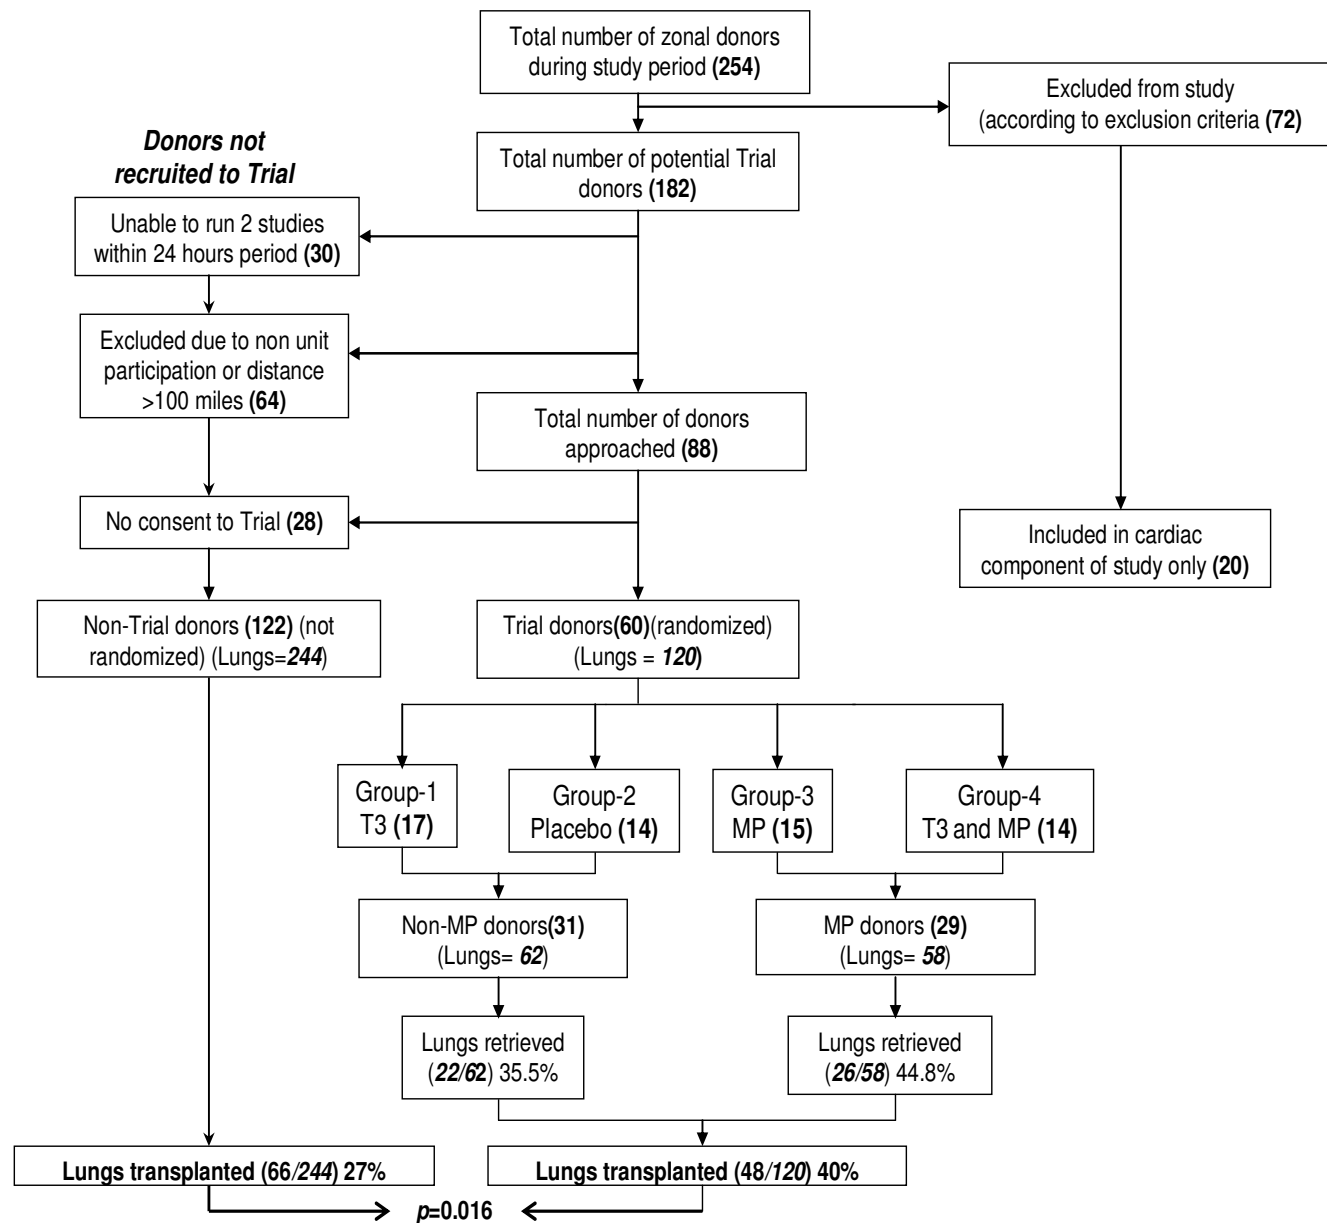 Total number of zonal donors
during study period (254)
Excluded from study
(according to exclusion criteria (72)
Donors not
recruited to Trial
Total number of potential Trial
donors (182)
Unable to run 2 studies
within 24 hours period (30)
Excluded due to non unit
participation or distance
>100 miles (64)
Total number of donors
approached (88)
No consent to Trial (28)
Included in cardiac
component of study only (20)
Non-Trial donors (122) (not
randomized) (Lungs=244)
Trial donors(60)(randomized)
(Lungs = 120)
Group-1
T3 (17)
Group-2
Placebo (14)
Group-3
MP (15)
Group-4
T3 and MP (14)
Non-MP donors(31)
(Lungs= 62)
MP donors (29)
(Lungs= 58)
Lungs retrieved
(22/62) 35.5%
Lungs retrieved
(26/58) 44.8%
Lungs transplanted (66/244) 27%
Lungs transplanted (48/120) 40%
p=0.016